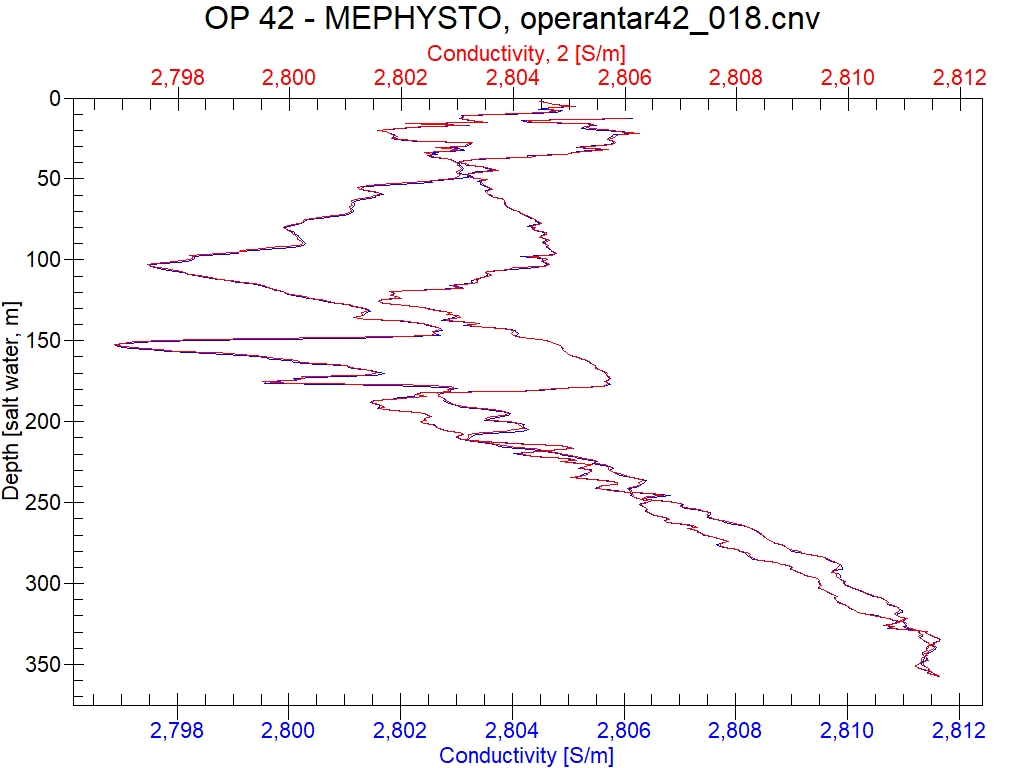 OP 42 - MEPHYSTO, operantar42_018.cnv
Conductivity, 2 [S/m]
2,798 2,800 2,802 2,804 2,806 2,808 2,810 2,812
0
50
100
150
200
250
300
350
Depth [salt water, m]
2,798 2,800 2,802 2,804 2,806 2,808 2,810 2,812
Conductivity [S/m]